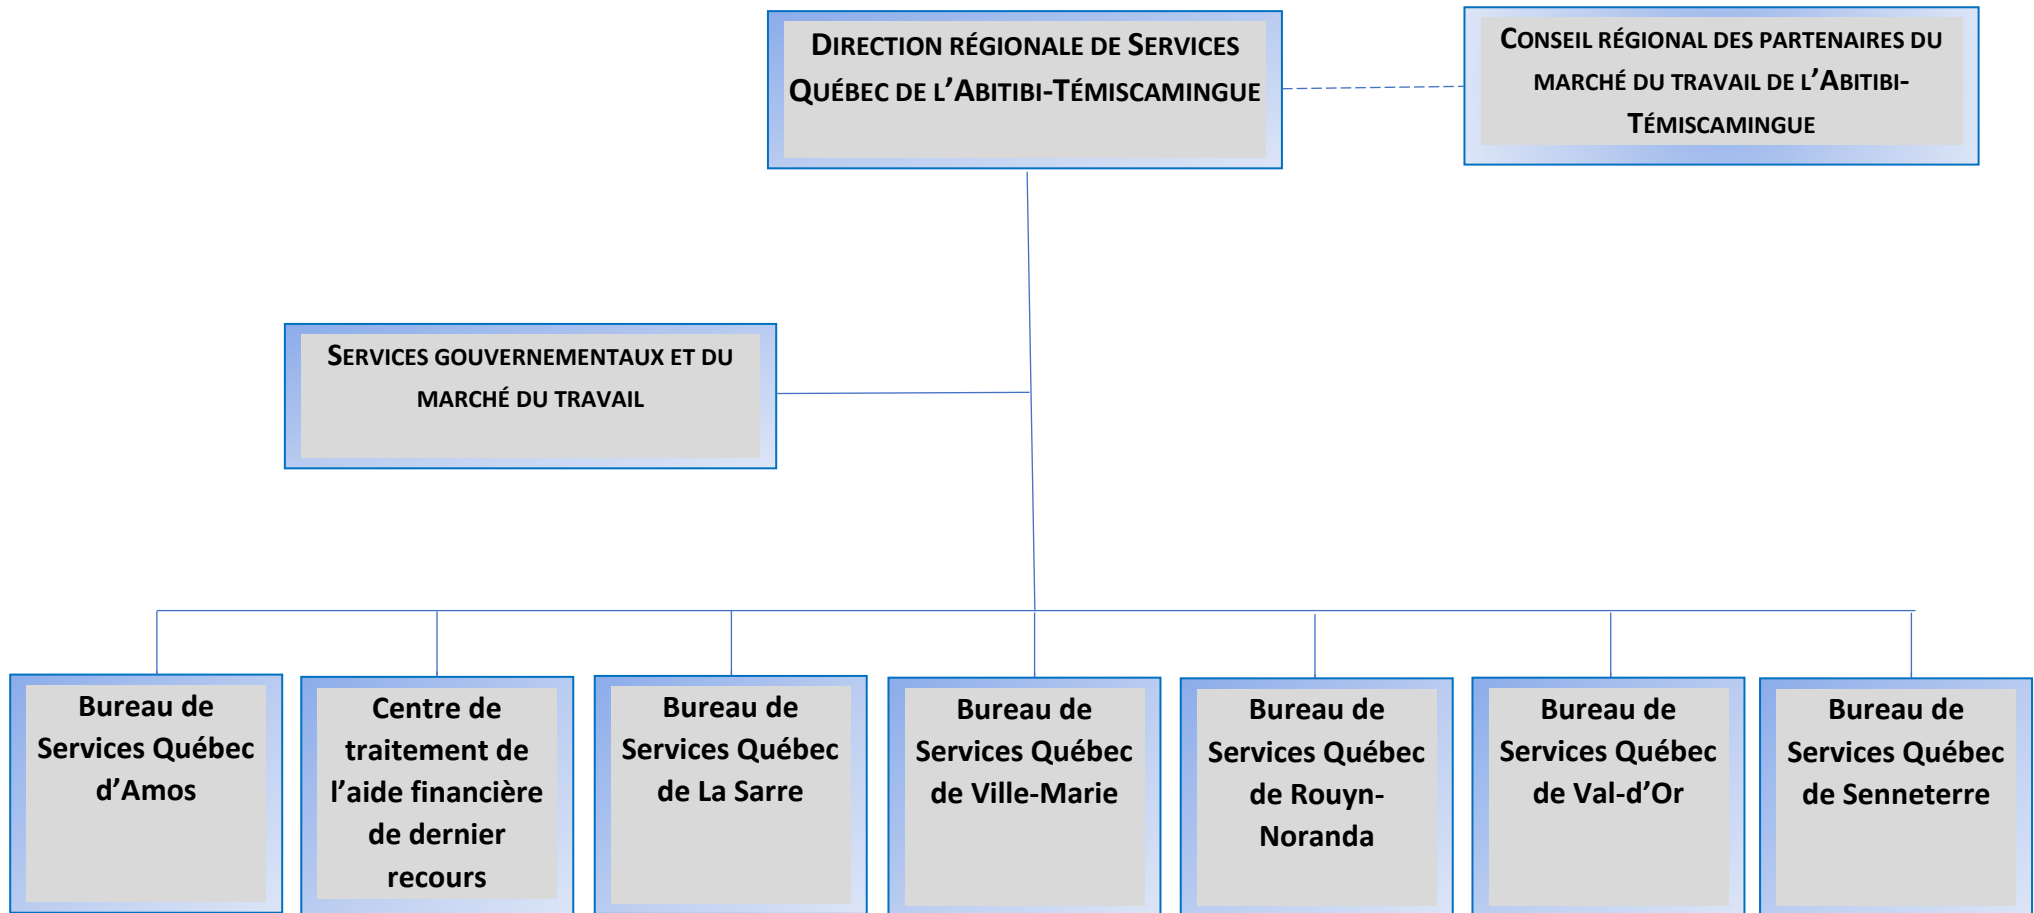 DIRECTION RÉGIONALE DE SERVICES
QUÉBEC DE L’ABITIBI-TÉMISCAMINGUE
CONSEIL RÉGIONAL DES PARTENAIRES DU
MARCHÉ DU TRAVAIL DE L’ABITIBI-
TÉMISCAMINGUE
SERVICES GOUVERNEMENTAUX ET DU
MARCHÉ DU TRAVAIL
Bureau de
Services Québec
d’Amos
Centre de
traitement de
l’aide financière
de dernier
recours
Bureau de
Services Québec
de La Sarre
Bureau de
Services Québec
de Ville-Marie
Bureau de
Services Québec
de Rouyn-
Noranda
Bureau de
Services Québec
de Val-d’Or
Bureau de
Services Québec
de Senneterre